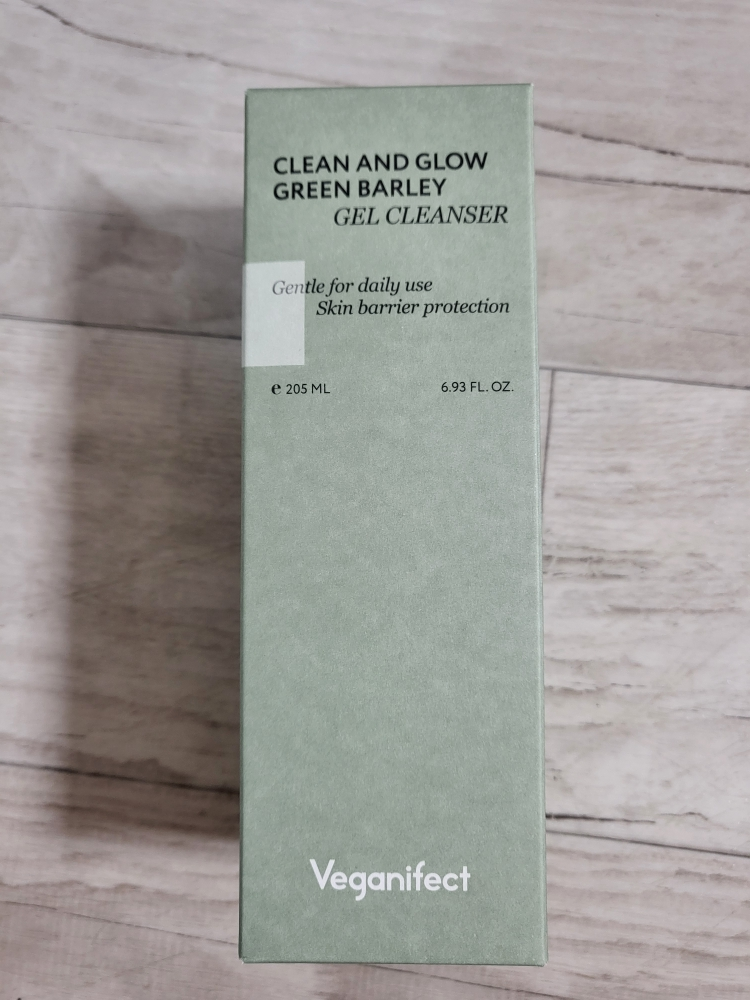 CLEAN AND GLOW
GREEN BARLEY
GEL CLEANSER
Gentle for daily use
Skin barrier protection
℮ 205 ML 6.93 FL. OZ.
Veganifect